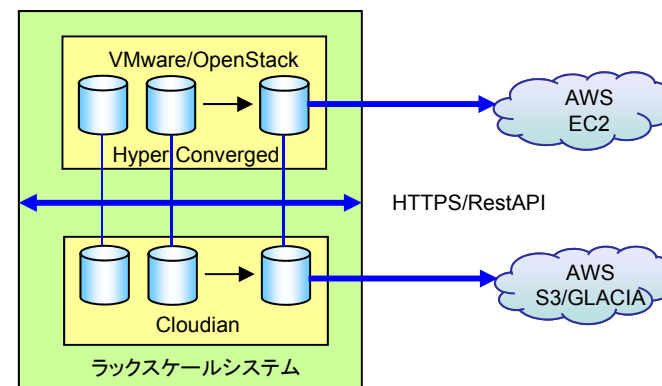 VMware/OpenStack
AWS
EC2
Hyper Converged
HTTPS/RestAPI
AWS
S3/GLACIA
Cloudian
ラックスケールシステム